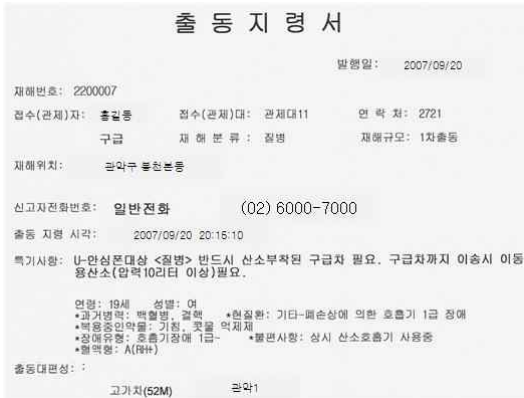 출 동 지 령 서
발행일: 2007/09/20
재해번호: 2200007
접수(관제)자: 홍길동 접수(관제)대: 관제대11 연 락 처: 2721
구급 재 해 분 류 : 질병 재해규모: 1차출동
재해위치: 관악구 봉천본동
신고자전화번호: 일반전화 (02) 6000-7000
출동 지령 시각: 2007/09/20 20:15:10
특기사항: U-안심폰대상 <질병> 반드시 산소부착된 구급차 필요. 구급차까지 이송시 이동
용산소(압력10리터 이상)필요.
연령: 19세 성별: 여
*과거병력: 백혈병, 결핵 *현질환: 기타-폐손상에 의한 호흡기 1급 장애
*복용중인약물: 기침, 콧물 억제제
*장애유형: 호흡기장애 1급- *불편사항: 상시 산소호흡기 사용중
*혈액형: A(RH+)
출동대편성: :
고가차(52M) 관악1